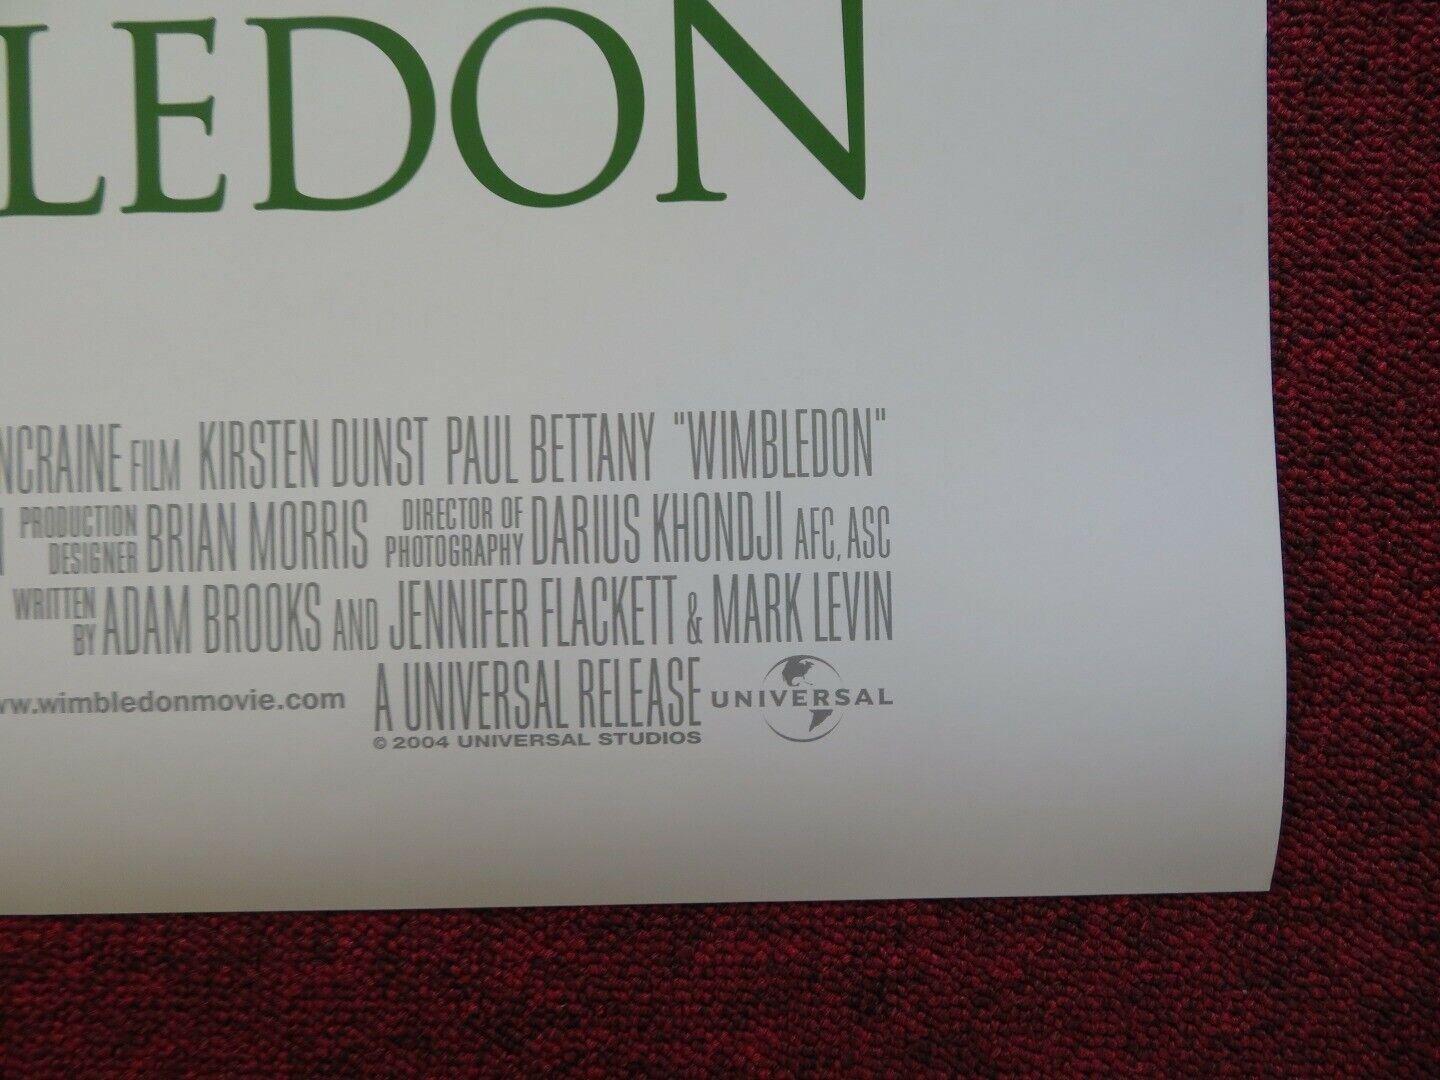 LEDON
NCRAINE FILM KIRSTEN DUNST PAUL BETTANY "WIMBLEDON"
PRODUCTION DESIGNER BRIAN MORRIS DIRECTOR OF PHOTOGRAPHY DARIUS KHONDJI AFC, ASC
WRITTEN BY ADAM BROOKS AND JENNIFER FLACKETT & MARK LEVIN
w.wimbledonmovie.com A UNIVERSAL RELEASE UNIVERSAL
© 2004 UNIVERSAL STUDIOS